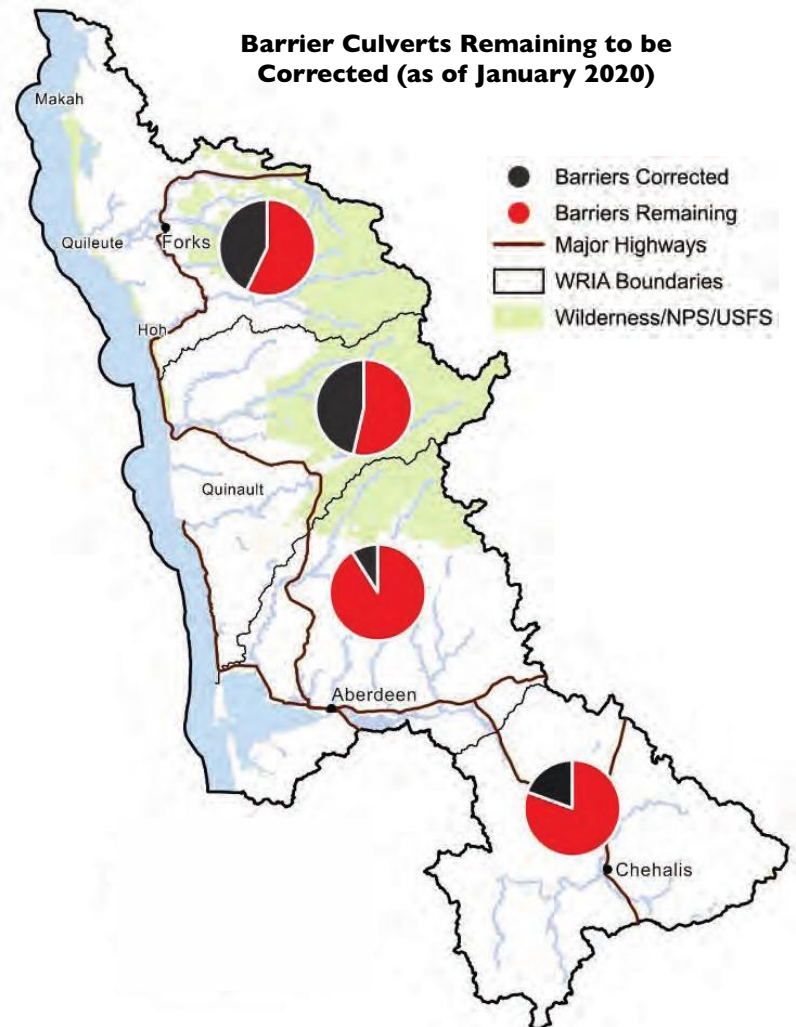 Barrier Culverts Remaining to be
Corrected (as of January 2020)
Makah
Barriers Corrected
Barriers Remaining
Major Highways
WRIA Boundaries
Wilderness/NPS/USFS
Quileute
Forks
Hoh
Quinault
Aberdeen
Chehalis